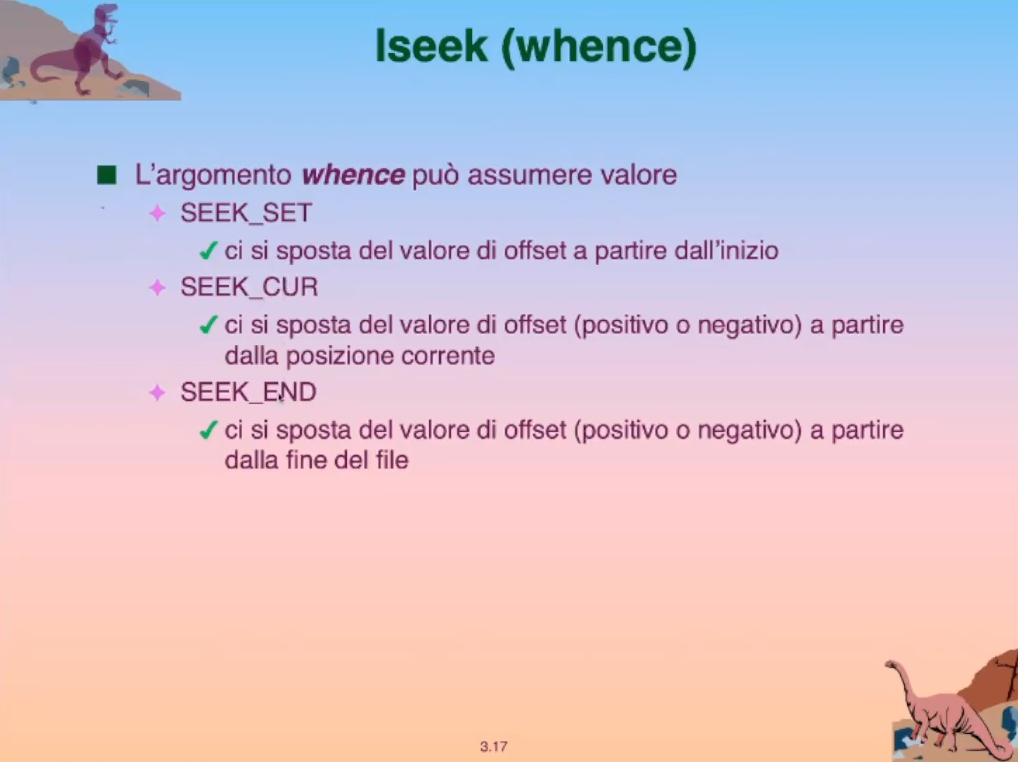 lseek (whence)
L'argomento whence può assumere valore
SEEK_SET
ci si sposta del valore di offset a partire dall'inizio
SEEK_CUR
ci si sposta del valore di offset (positivo o negativo) a partire
dalla posizione corrente
SEEK_END
ci si sposta del valore di offset (positivo o negativo) a partire
dalla fine del file
3.17